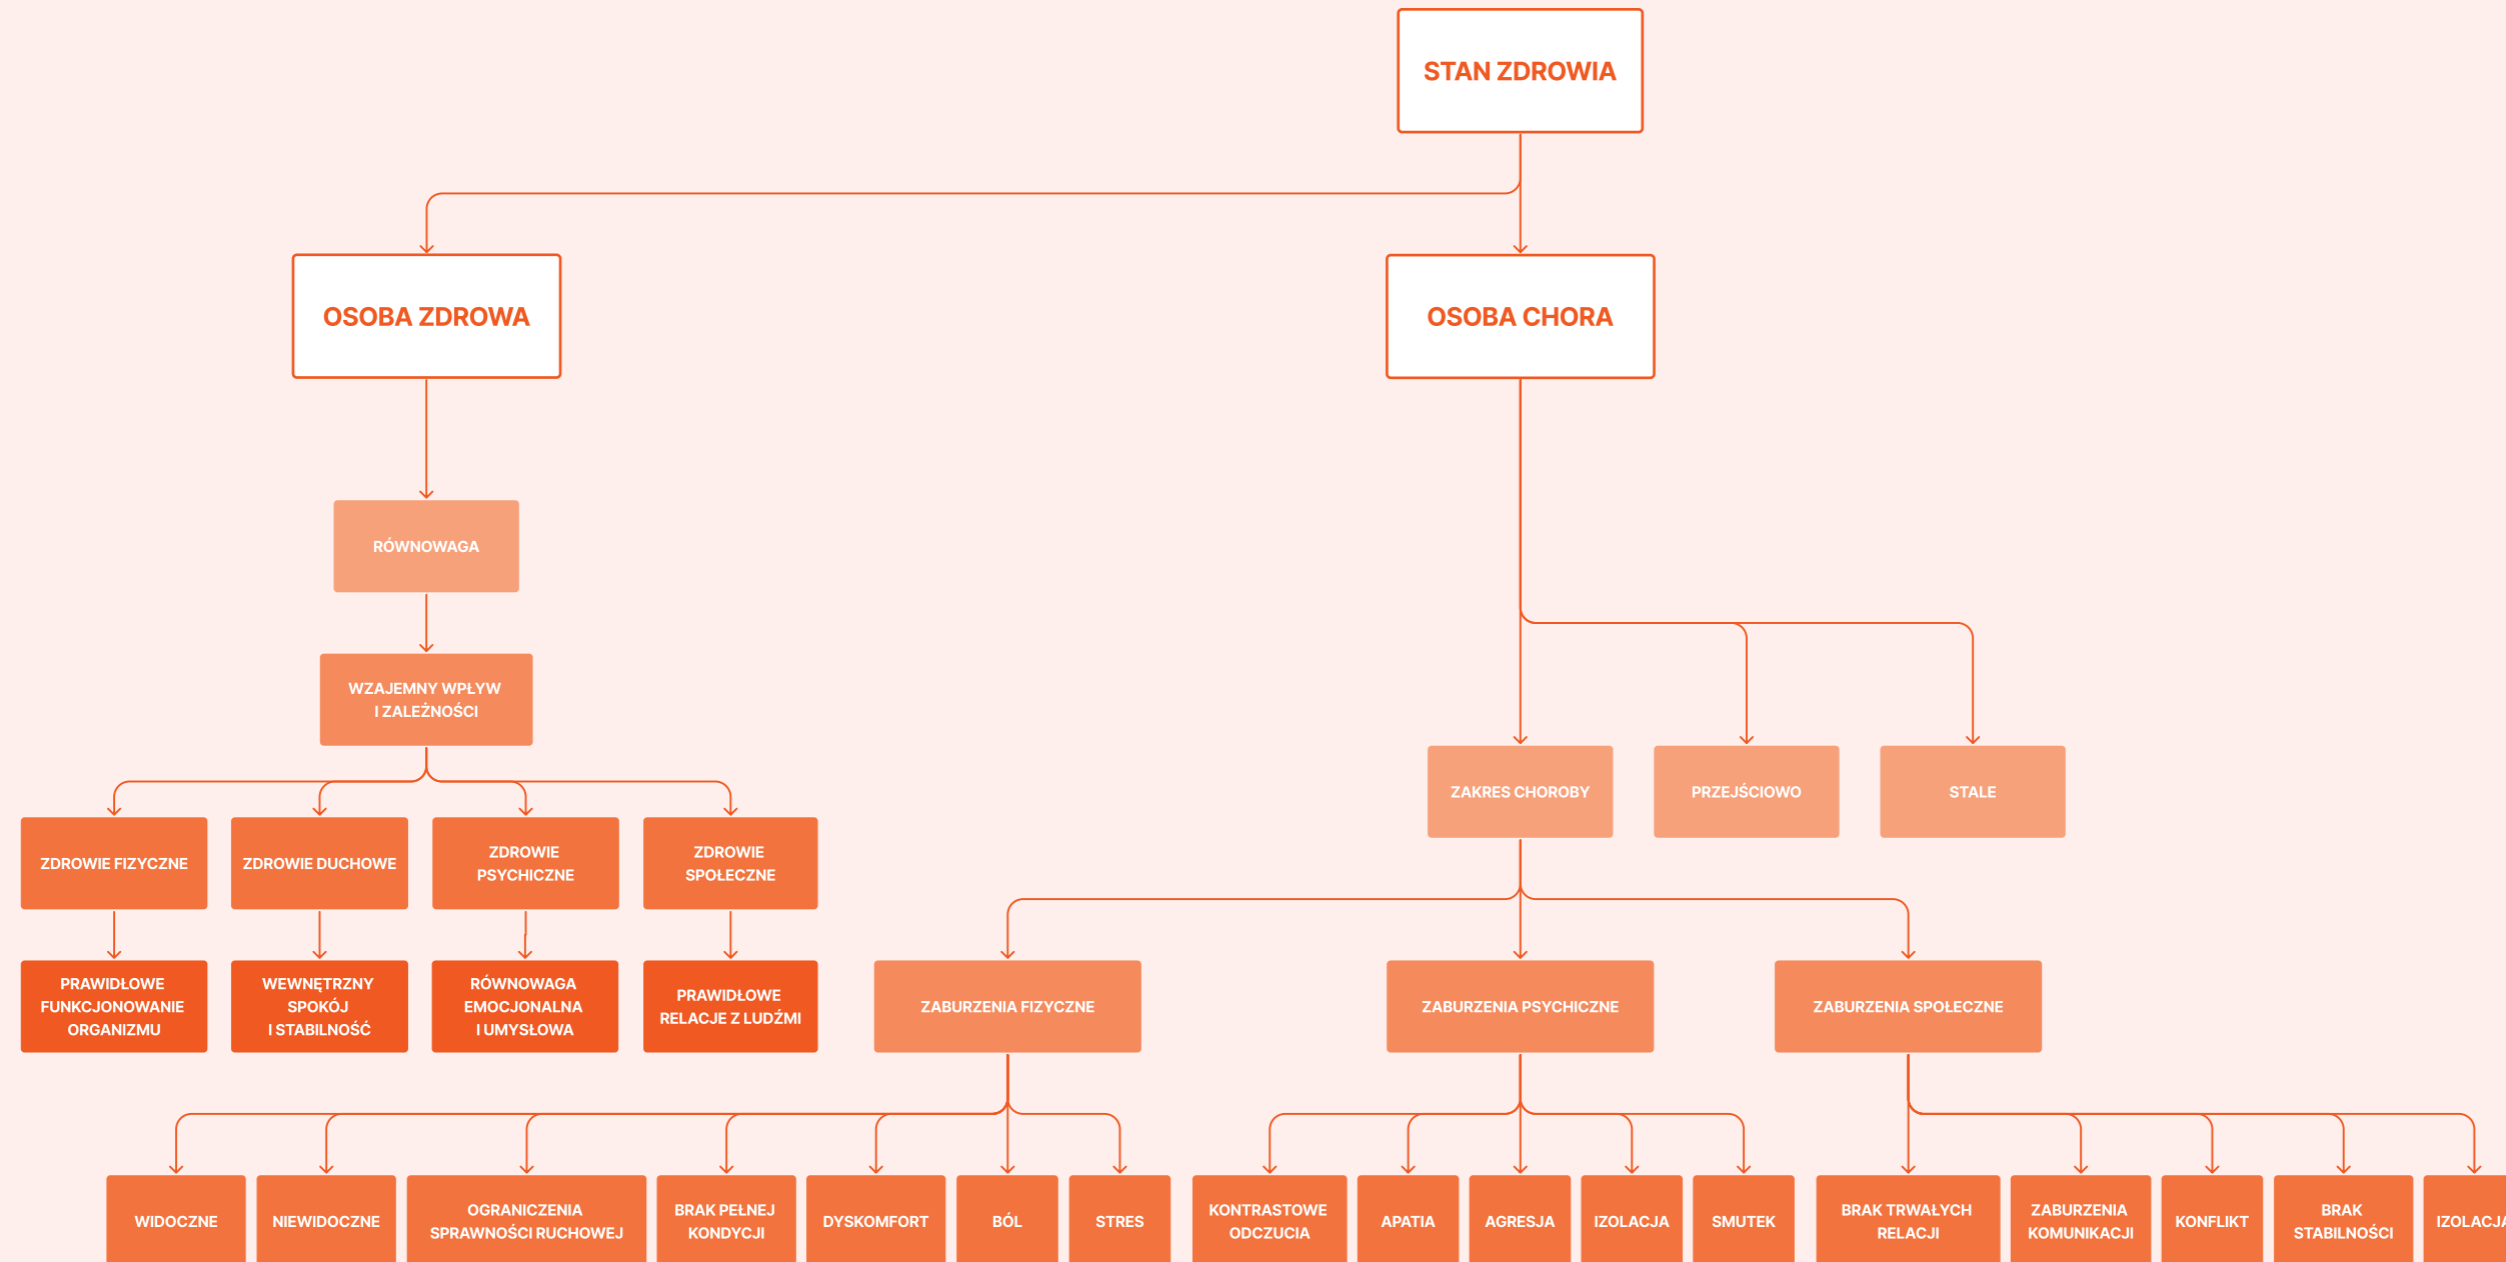 STAN ZDROWIA
OSOBA ZDROWA
OSOBA CHORA
RÓWNOWAGA
WZAJEMNY WPŁYW
I ZALEŻNOŚCI
ZAKRES CHOROBY
PRZEJŚCIOWO
STALE
ZDROWIE FIZYCZNE
ZDROWIE DUCHOWE
ZDROWIE
PSYCHICZNE
ZDROWIE
SPOŁECZNE
PRAWIDŁOWE
FUNKCJONOWANIE
ORGANIZMU
WEWNĘTRZNY
SPOKÓJ
I STABILNOŚĆ
RÓWNOWAGA
EMOCJONALNA
I UMYSŁOWA
PRAWIDŁOWE
RELACJE Z LUDŹMI
ZABURZENIA FIZYCZNE
ZABURZENIA PSYCHICZNE
ZABURZENIA SPOŁECZNE
WIDOCZNE
NIEWIDOCZNE
OGRANICZENIA
SPRAWNOŚCI RUCHOWEJ
BRAK PEŁNEJ
KONDYCJI
DYSKOMFORT
BÓL
STRES
KONTRASTOWE
ODCZUCIA
APATIA
AGRESJA
IZOLACJA
SMUTEK
BRAK TRWAŁYCH
RELACJI
ZABURZENIA
KOMUNIKACJI
KONFLIKT
BRAK
STABILNOŚCI
IZOLACJA